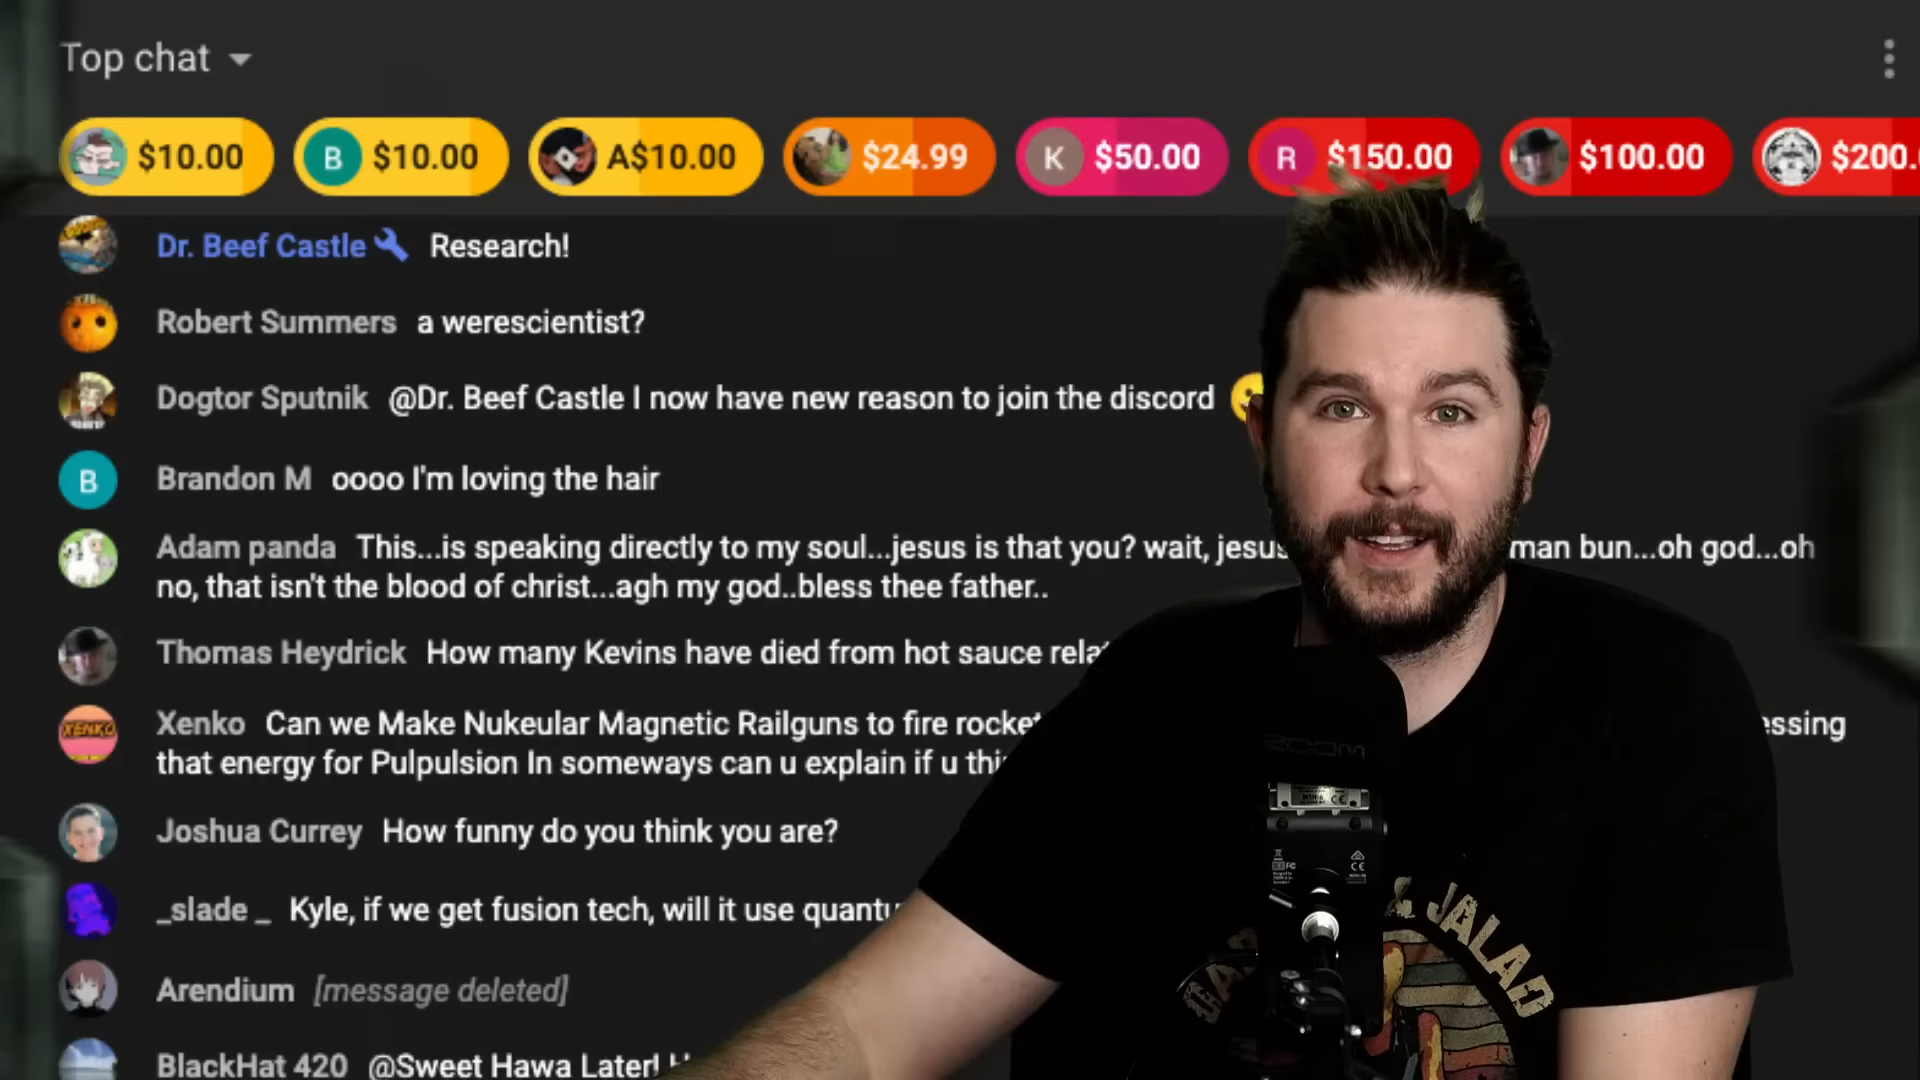 Top chat
$10.00 B $10.00 A$10.00 $24.99 K $50.00 R $150.00 $100.00 $200.
Dr. Beef Castle Research!
Robert Summers a werescientist?
Dogtor Sputnik @Dr. Beef Castle I now have new reason to join the discord
B Brandon M oooo I'm loving the hair
Adam panda This...is speaking directly to my soul...jesus is that you? wait, jesus man bun...oh god...oh
no, that isn't the blood of christ...agh my god..bless thee father..
Thomas Heydrick How many Kevins have died from hot sauce
XENKO Xenko Can we Make Nukeular Magnetic Railguns to fire
that energy for Pulpulsion In someways can u explain if u
Joshua Currey How funny do you think you are?
_slade_ Kyle, if we get fusion tech, will it use
Arendium [message deleted]
BlackHat 420 @Sweet Hawa Later!
zoom
& JALAD